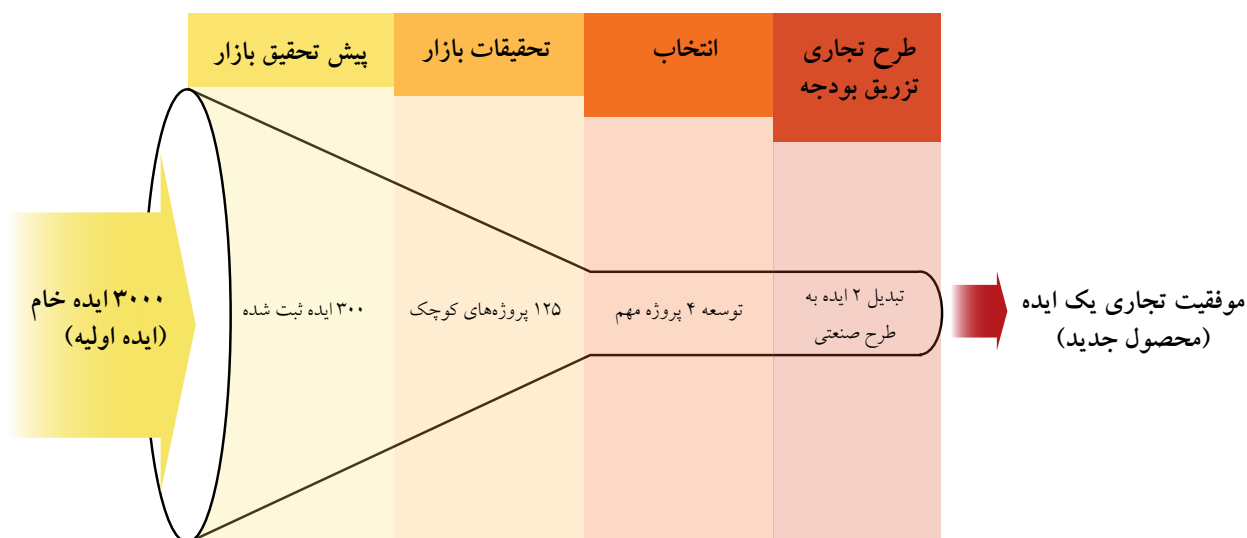 پیش تحقیق بازار
تحقیقات بازار
انتخاب
طرح تجاری
تزریق بودجه
۳۰۰۰ ایده خام
(ایده اولیه)
۳۰۰ ایده ثبت شده
۱۲۵ پروژه‌های کوچک
توسعه ۴ پروژه مهم
تبدیل ۲ ایده به
طرح صنعتی
موفقیت تجاری یک ایده
(محصول جدید)